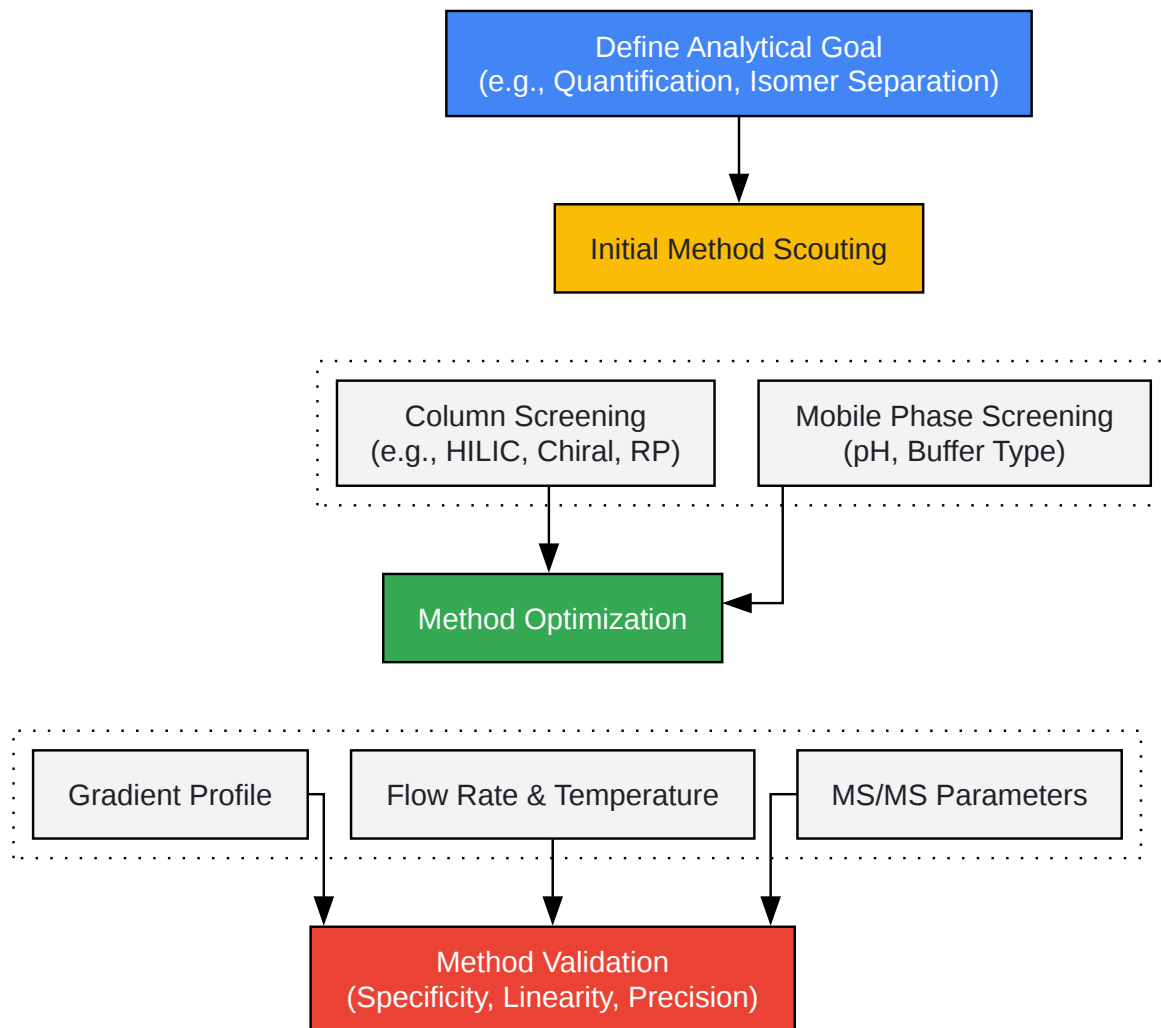 Define Analytical Goal
(e.g., Quantification, Isomer Separation)
Initial Method Scouting
Column Screening
(e.g., HILIC, Chiral, RP)
Mobile Phase Screening
(pH, Buffer Type)
Method Optimization
Gradient Profile
Flow Rate & Temperature
MS/MS Parameters
Method Validation
(Specificity, Linearity, Precision)